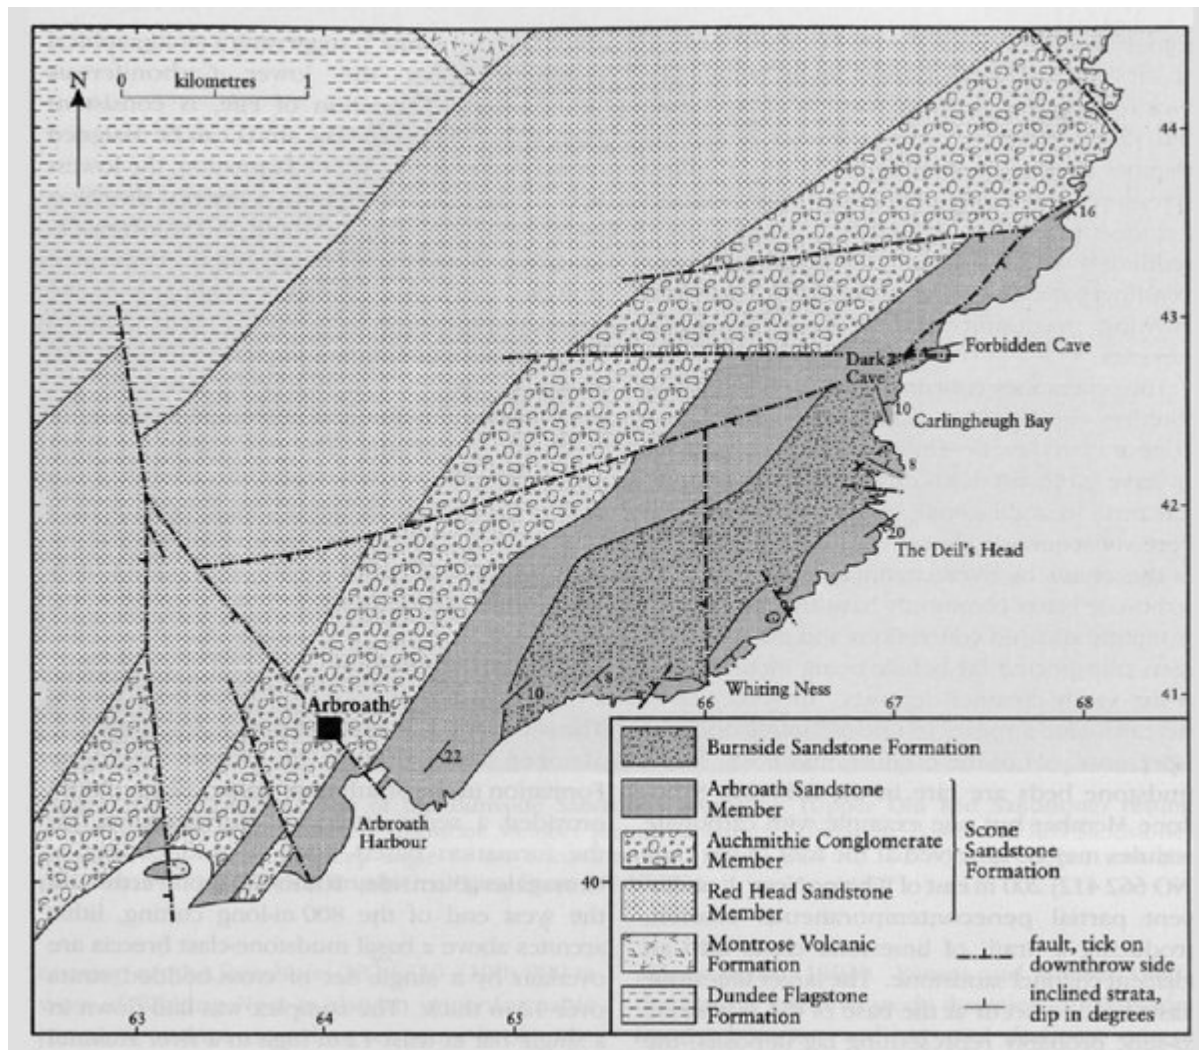 N
0 kilometres 1
44
16
43
Forbidden Cave
Dark
Cave
10
Carlingheugh Bay
8
42
20
The Deil's Head
41
Whiting Ness
8
10
66
67
68
Arbroath
22
Arbroath
Harbour
40
63
64
65
Burnside Sandstone Formation
Arbroath Sandstone
Member
Auchmithie Conglomerate
Member
Red Head Sandstone
Member
Scone
Sandstone
Formation
Montrose Volcanic
Formation
Dundee Flagstone
Formation
fault, tick on
downthrow side
inclined strata,
dip in degrees